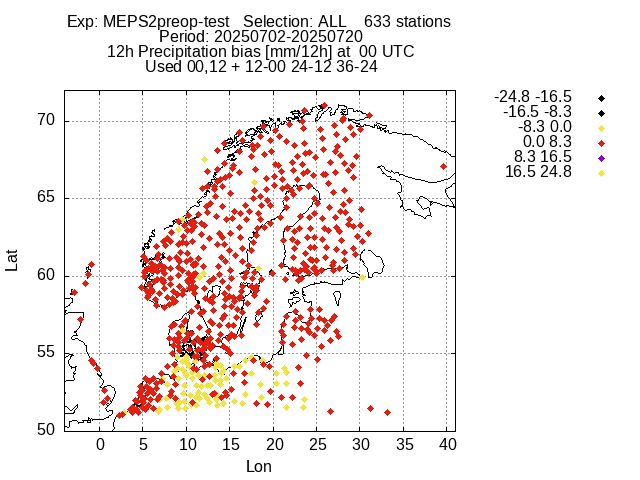 Exp: MEPS2preop-test   Selection: ALL    633 stations
Period: 20250702-20250720
12h Precipitation bias [mm/12h] at  00 UTC
Used 00,12 + 12-00 24-12 36-24
-24.8 -16.5
-16.5 -8.3
-8.3 0.0
0.0 8.3
8.3 16.5
16.5 24.8
70
65
60
55
50
Lat
0 5 10 15 20 25 30 35 40
Lon